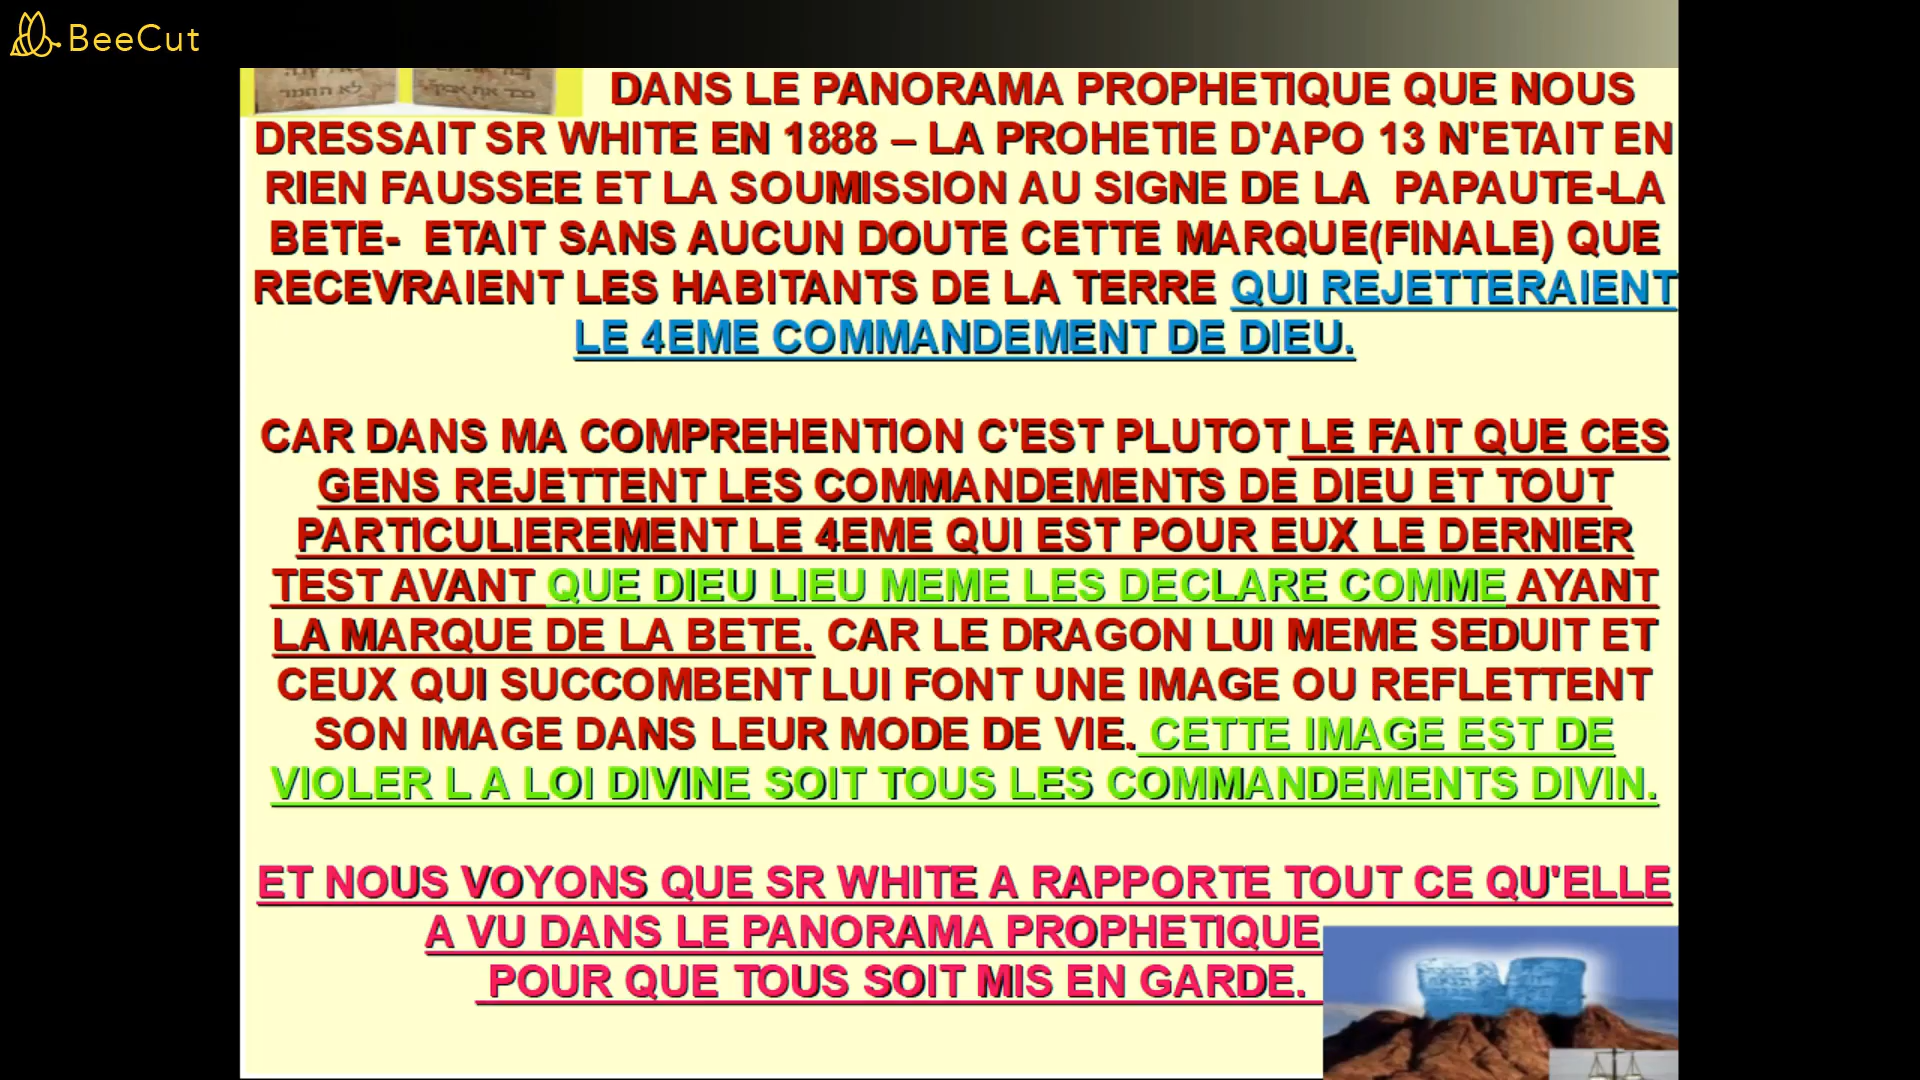 BeeCut
DANS LE PANORAMA PROPHETIQUE QUE NOUS
DRESSAIT SR WHITE EN 1888 – LA PROHETIE D'APO 13 N'ETAIT EN
RIEN FAUSSEE ET LA SOUMISSION AU SIGNE DE LA PAPAUTE-LA
BETE- ETAIT SANS AUCUN DOUTE CETTE MARQUE(FINALE) QUE
RECEVRAIENT LES HABITANTS DE LA TERRE QUI REJETTERAIENT
LE 4EME COMMANDEMENT DE DIEU.
CAR DANS MA COMPREHENTION C'EST PLUTOT LE FAIT QUE CES
GENS REJETTENT LES COMMANDEMENTS DE DIEU ET TOUT
PARTICULIEREMENT LE 4EME QUI EST POUR EUX LE DERNIER
TEST AVANT QUE DIEU LIEU MEME LES DECLARE COMME AYANT
LA MARQUE DE LA BETE. CAR LE DRAGON LUI MEME SEDUIT ET
CEUX QUI SUCCOMBENT LUI FONT UNE IMAGE OU REFLETTENT
SON IMAGE DANS LEUR MODE DE VIE. CETTE IMAGE EST DE
VIOLER L A LOI DIVINE SOIT TOUS LES COMMANDEMENTS DIVIN.
ET NOUS VOYONS QUE SR WHITE A RAPPORTE TOUT CE QU'ELLE
A VU DANS LE PANORAMA PROPHETIQUE
POUR QUE TOUS SOIT MIS EN GARDE.